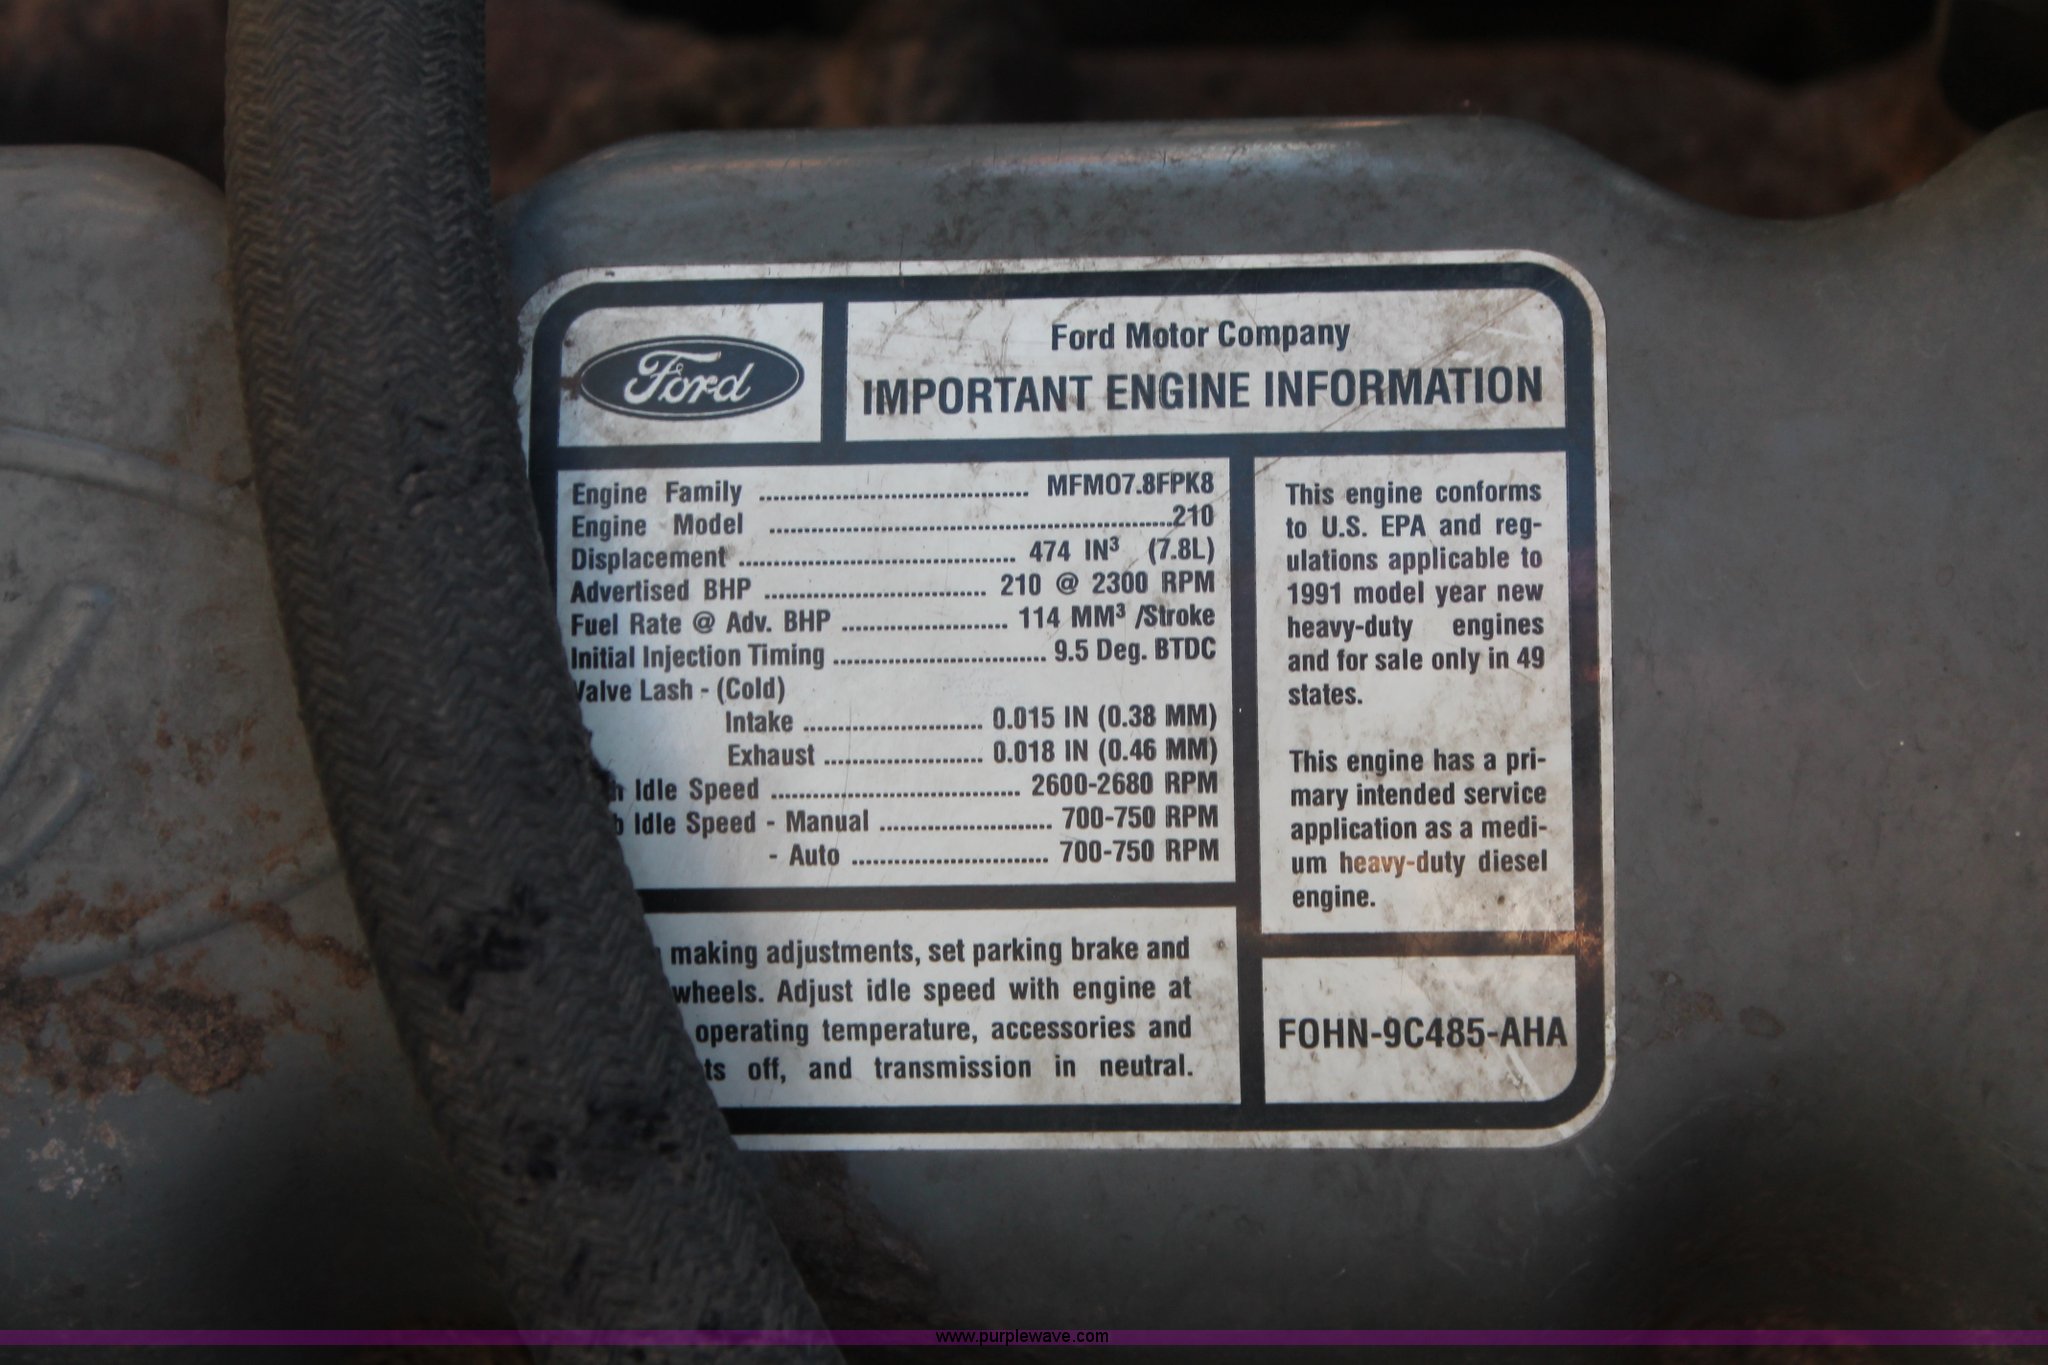 Ford
Ford Motor Company
IMPORTANT ENGINE INFORMATION
Engine Family ........................................ MFM07.8FPK8
Engine Model ........................................ 210
Displacement ........................................ 474 IN³ (7.8L)
Advertised BHP ................................ 210 @ 2300 RPM
Fuel Rate @ Adv. BHP ........................ 114 MM³ /Stroke
Initial Injection Timing ............................... 9.5 Deg. BTDC
Valve Lash - (Cold)
Intake .......................... 0.015 IN (0.38 MM)
Exhaust ....................... 0.018 IN (0.46 MM)
Idle Speed .................................... 2600-2680 RPM
Idle Speed - Manual ......................... 700-750 RPM
- Auto ............................. 700-750 RPM
This engine conforms
to U.S. EPA and reg-
ulations applicable to
1991 model year new
heavy-duty engines
and for sale only in 49
states.
This engine has a pri-
mary intended service
application as a medi-
um heavy-duty diesel
engine.
making adjustments, set parking brake and
wheels. Adjust idle speed with engine at
operating temperature, accessories and
off, and transmission in neutral.
FOHN-9C485-AHA
www.purplewave.com